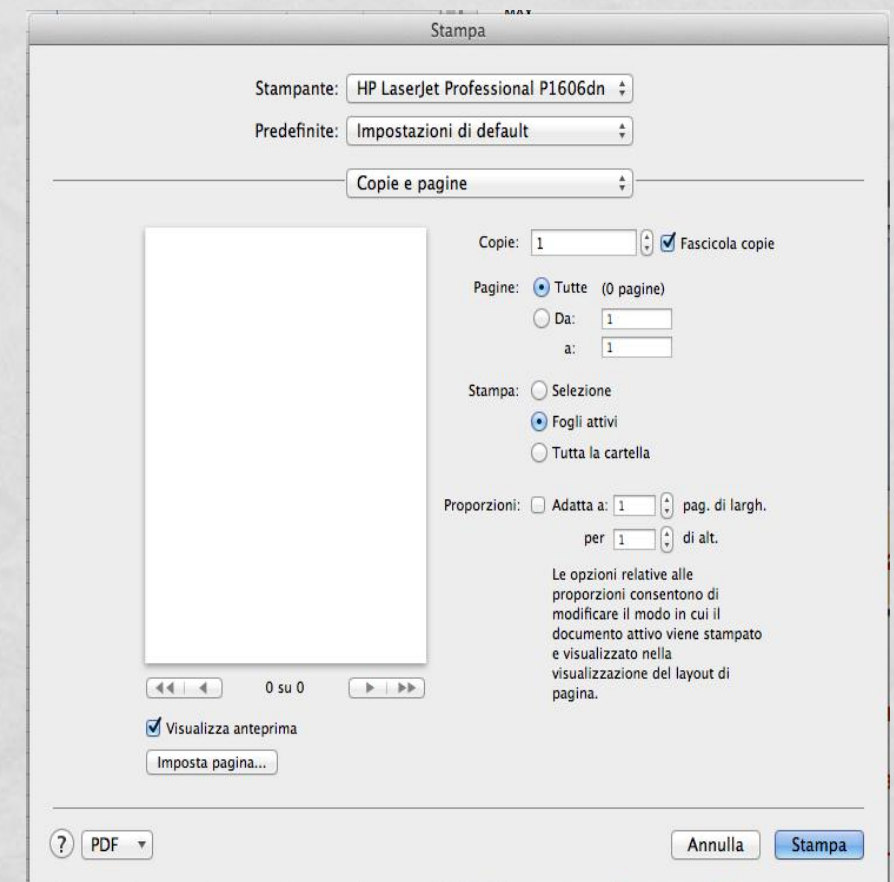 MAX
Stampa
Stampante: HP LaserJet Professional P1606dn
Predefinite: Impostazioni di default
Copie e pagine
Copie: 1 Fascicola copie
Pagine: Tutte (0 pagine)
Da: 1
a: 1
Stampa: Selezione
Fogli attivi
Tutta la cartella
Proporzioni: Adatta a: 1 pag. di largh.
per 1 di alt.
Le opzioni relative alle
proporzioni consentono di
modificare il modo in cui il
documento attivo viene stampato
e visualizzato nella
visualizzazione del layout di
pagina.
0 su 0
Visualizza anteprima
Imposta pagina...
? PDF Annulla Stampa